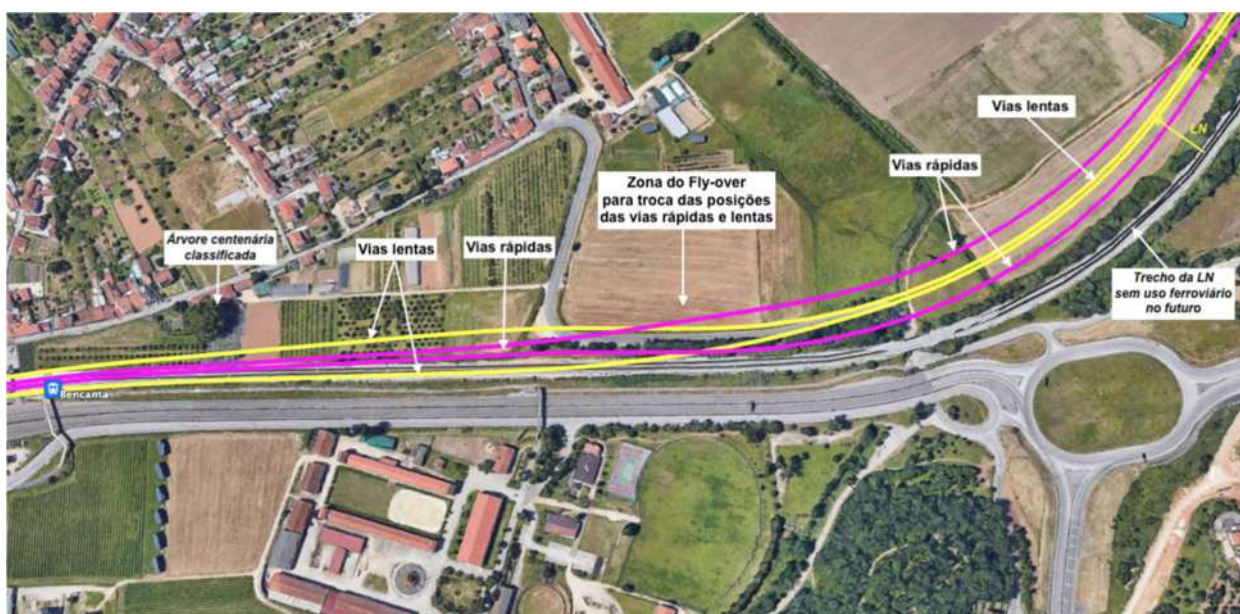 Vias lentas
LN
Vias rápidas
Zona do Fly-over
para troca das posições
das vias rápidas e lentas
Árvore centenária
classificada
Vias lentas
Vias rápidas
Trecho da LN
sem uso ferroviário
no futuro
Bencanta